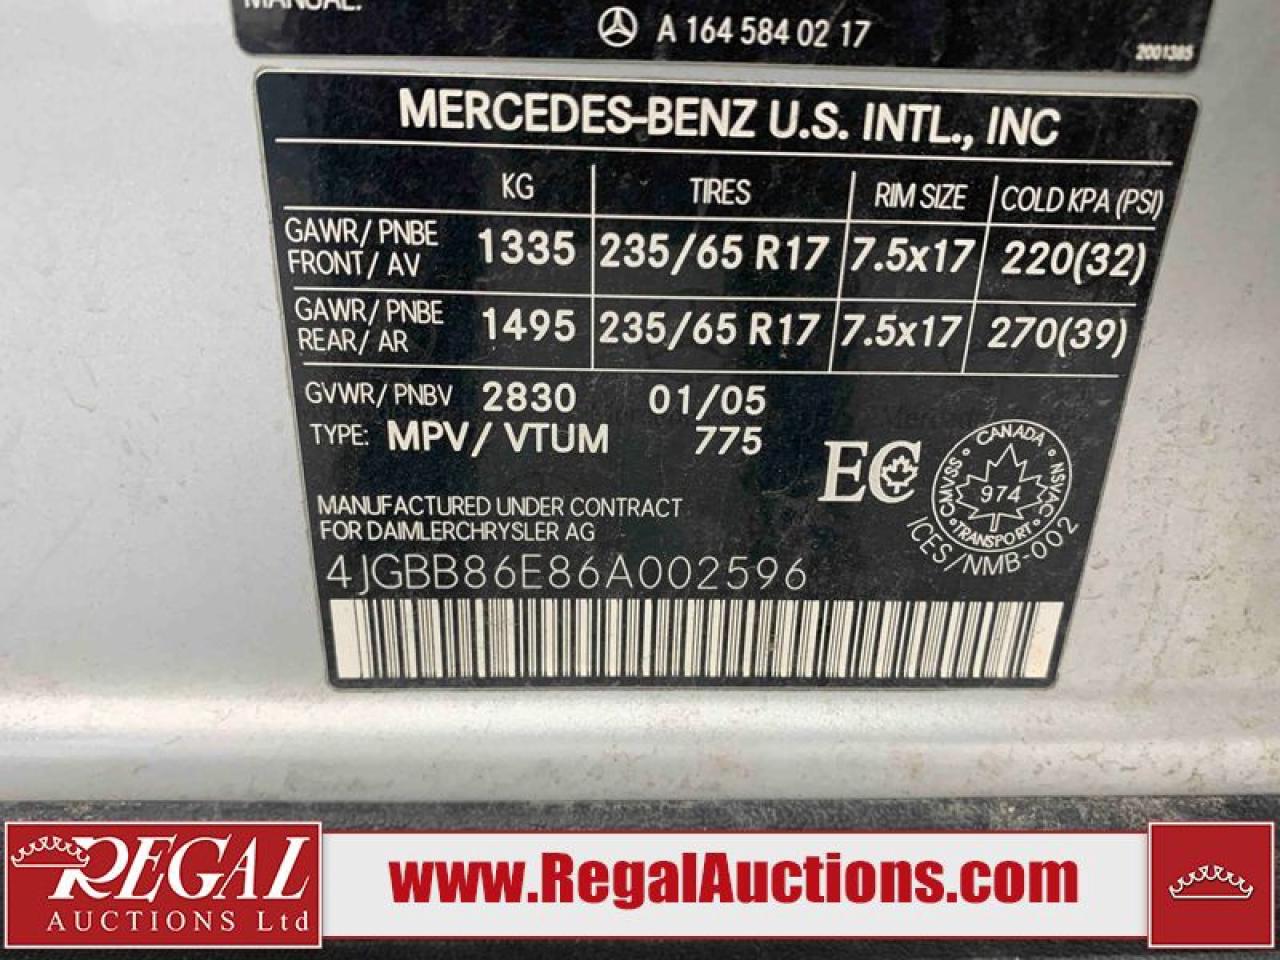 MANUAL:
A 164 584 02 17
2001385
MERCEDES-BENZ U.S. INTL., INC
KG TIRES RIM SIZE COLD KPA (PSI)
GAWR/ PNBE FRONT/ AV 1335 235/65 R17 7.5x17 220(32)
GAWR/ PNBE REAR/ AR 1495 235/65 R17 7.5x17 270(39)
GVWR/ PNBV 2830 01/05
TYPE: MPV/ VTUM 775
EC
CANADA
CMVSS 974 NSVAC
TRANSPORT
ICES/NMB-002
MANUFACTURED UNDER CONTRACT
FOR DAIMLERCHRYSLER AG
4JGBB86E86A002596
REGAL
AUCTIONS Ltd
www.RegalAuctions.com